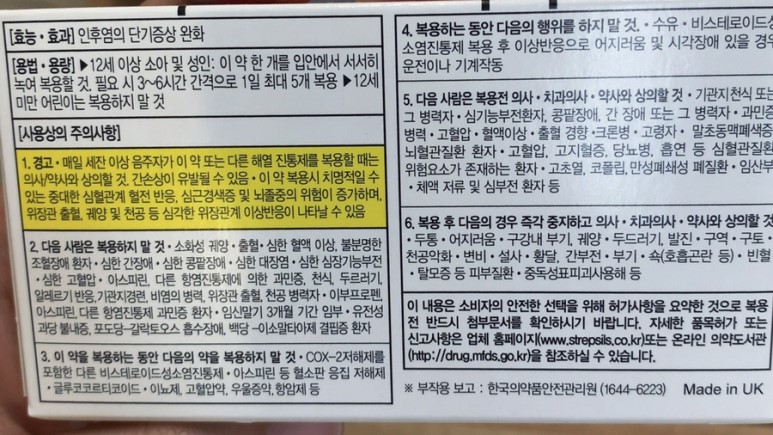 [효능·효과] 인후염의 단기증상 완화
[용법·용량] ▶12세 이상 소아 및 성인: 이 약 한 개를 입안에서 서서히
녹여 복용할 것. 필요 시 3~6시간 간격으로 1일 최대 5개 복용 ▶12세
미만 어린이는 복용하지 말 것
[사용상의 주의사항]
1. 경고·매일 세잔 이상 음주자가 이 약 또는 다른 해열 진통제를 복용할 때는
의사/약사와 상의할 것. 간손상이 유발될 수 있음·이 약 복용시 치명적일 수
있는 중대한 심혈관계 혈전 반응, 심근경색증 및 뇌졸중의 위험이 증가하며,
위장관 출혈, 궤양 및 천공 등 심각한 위장관계 이상반응이 나타날 수 있음
2. 다음 사람은 복용하지 말 것·소화성 궤양·출혈·심한 혈액 이상, 불분명한
조혈장애 환자·심한 간장애·심한 콩팥장애·심한 대장염·심한 심장기능부전
·심한 고혈압·아스피린, 다른 항염증제에 의한 과민증, 천식, 두르러기,
알레르기 반응, 기관지경련, 비염의 병력, 위장관 출혈, 천공 병력자·이부프로펜,
아스피린, 다른 항염증제 과민증 환자·임신말기 3개월 기간 임부·유전성
과당 불내증, 포도당-갈락토오스 흡수장애, 백당-이소말타아제 결핍증 환자
3. 이 약을 복용하는 동안 다음의 약을 복용하지 말 것·COX-2저해제를
포함한 다른 비스테로이드성소염진통제·아스피린 등 혈소판 응집 저해제
·글루코코르티코이드·이뇨제, 고혈압약, 우울증약, 항암제 등
4. 복용하는 동안 다음의 행위를 하지 말 것.·수유·비스테로이드성
소염진통제 복용 후 이상반응으로 어지러움 및 시각장애 있을 경우
운전이나 기계작동
5. 다음 사람은 복용전 의사·치과의사·약사와 상의할 것·기관지천식 또는
그 병력자·심기능부전환자, 콩팥장애, 간 장애 또는 그 병력자·과민증
병력·고혈압·혈액이상·출혈 경향·크론병·고령자·말초동맥폐색증
뇌혈관질환 환자·고혈압, 고지혈증, 당뇨병, 흡연 등 심혈관질환
위험요소가 존재하는 환자·고초열, 코폴립, 만성폐쇄성 폐질환·임산부
·체액 저류 및 심부전 환자 등
6. 복용 후 다음의 경우 즉각 중지하고 의사·치과의사·약사와 상의할 것
·두통·어지러움·구강내 부기, 궤양·두드러기, 발진·구역·구토·
천공악화·변비·설사·황달, 간부전·부기·쇽(호흡곤란 등)·빈혈
·탈모증 등 피부질환·중독성표피괴사용해 등
이 내용은 소비자의 안전한 선택을 위해 허가사항을 요약한 것으로 복용
전 반드시 첨부문서를 확인하시기 바랍니다. 자세한 품목허가 또는
신고사항은 업체 홈페이지(www.strepsils.co.kr)또는 온라인 의약도서관
(http://drug.mfds.go.kr)을 참조하실 수 있습니다.
※ 부작용 보고 : 한국의약품안전관리원 (1644-6223) Made in UK